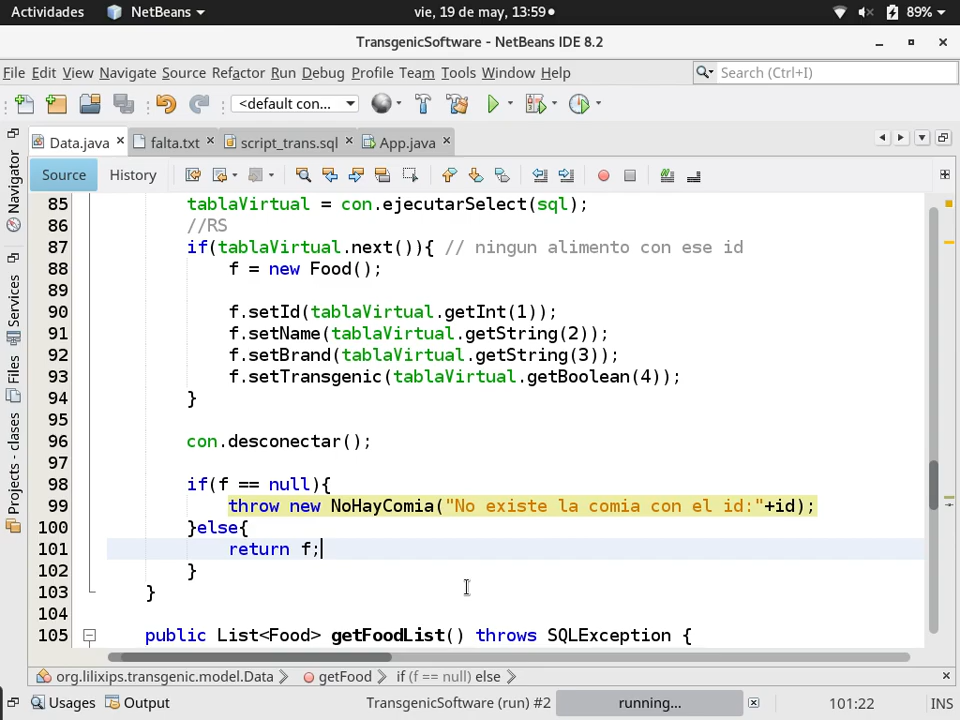 Actividades NetBeans vie, 19 de may, 13:59 89%
TransgenicSoftware - NetBeans IDE 8.2
File Edit View Navigate Source Refactor Run Debug Profile Team Tools Window Help Search (Ctrl+I)
<default con...
Data.java falta.txt script_trans.sql App.java
Source History
Navigator
Services
Files
Projects - clases
85 tablaVirtual = con.ejecutarSelect(sql);
86 //RS
87 if(tablaVirtual.next()){ // ningun alimento con ese id
88 f = new Food();
89
90 f.setId(tablaVirtual.getInt(1));
91 f.setName(tablaVirtual.getString(2));
92 f.setBrand(tablaVirtual.getString(3));
93 f.setTransgenic(tablaVirtual.getBoolean(4));
94 }
95
96 con.desconectar();
97
98 if(f == null){
99 throw new NoHayComia("No existe la comia con el id:"+id);
100 }else{
101 return f;
102 }
103 }
104
105 public List<Food> getFoodList() throws SQLException {
org.lilixips.transgenic.model.Data getFood if (f == null) else
Usages Output TransgenicSoftware (run) #2 running... 101:22 INS